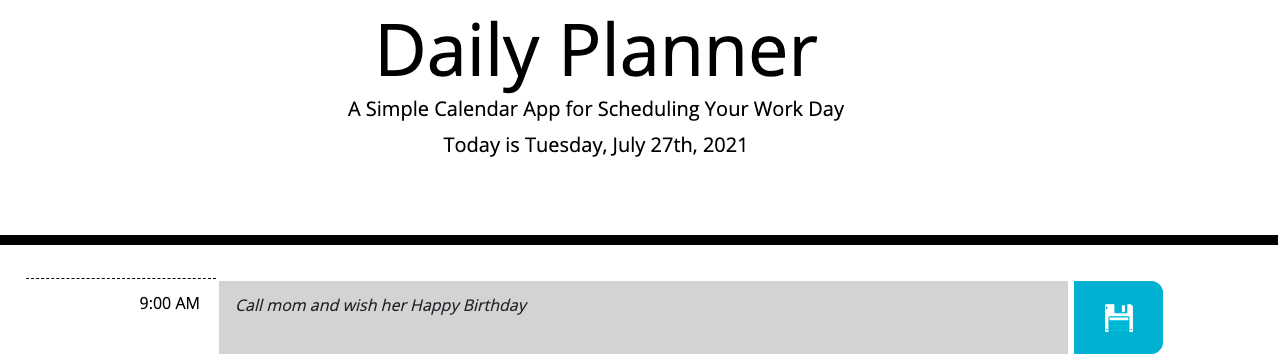 Daily Planner
A Simple Calendar App for Scheduling Your Work Day
Today is Tuesday, July 27th, 2021
9:00 AM
Call mom and wish her Happy Birthday